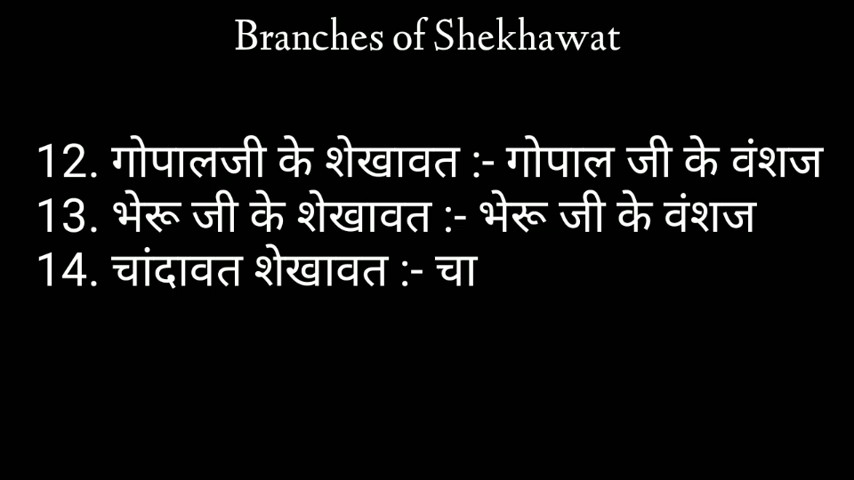 Branches of Shekhawat
12. गोपालजी के शेखावत :- गोपाल जी के वंशज
13. भेरू जी के शेखावत :- भेरू जी के वंशज
14. चांदावत शेखावत :- चा